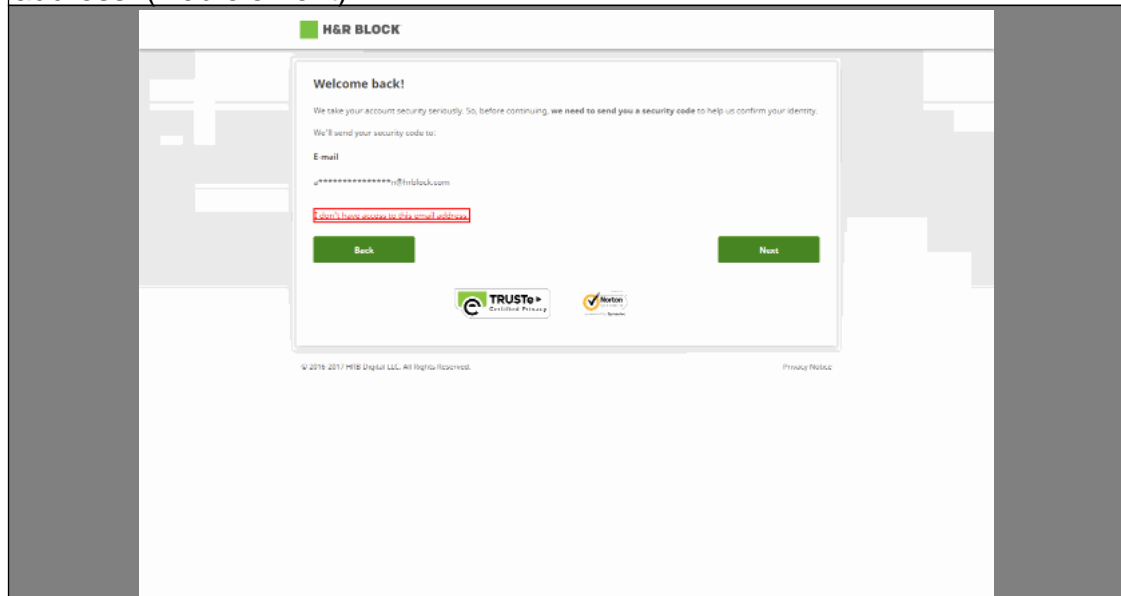 H&R BLOCK
Welcome back!
We take your account security seriously. So, before continuing, we need to send you a security code to help us confirm your identity.
We'll send your security code to:
E-mail
a***************n@hrblock.com
I don't have access to this email address.
Back Next
TRUSTe
Certified Privacy
Norton
© 2016-2017 HRB Digital LLC. All Rights Reserved. Privacy Notice